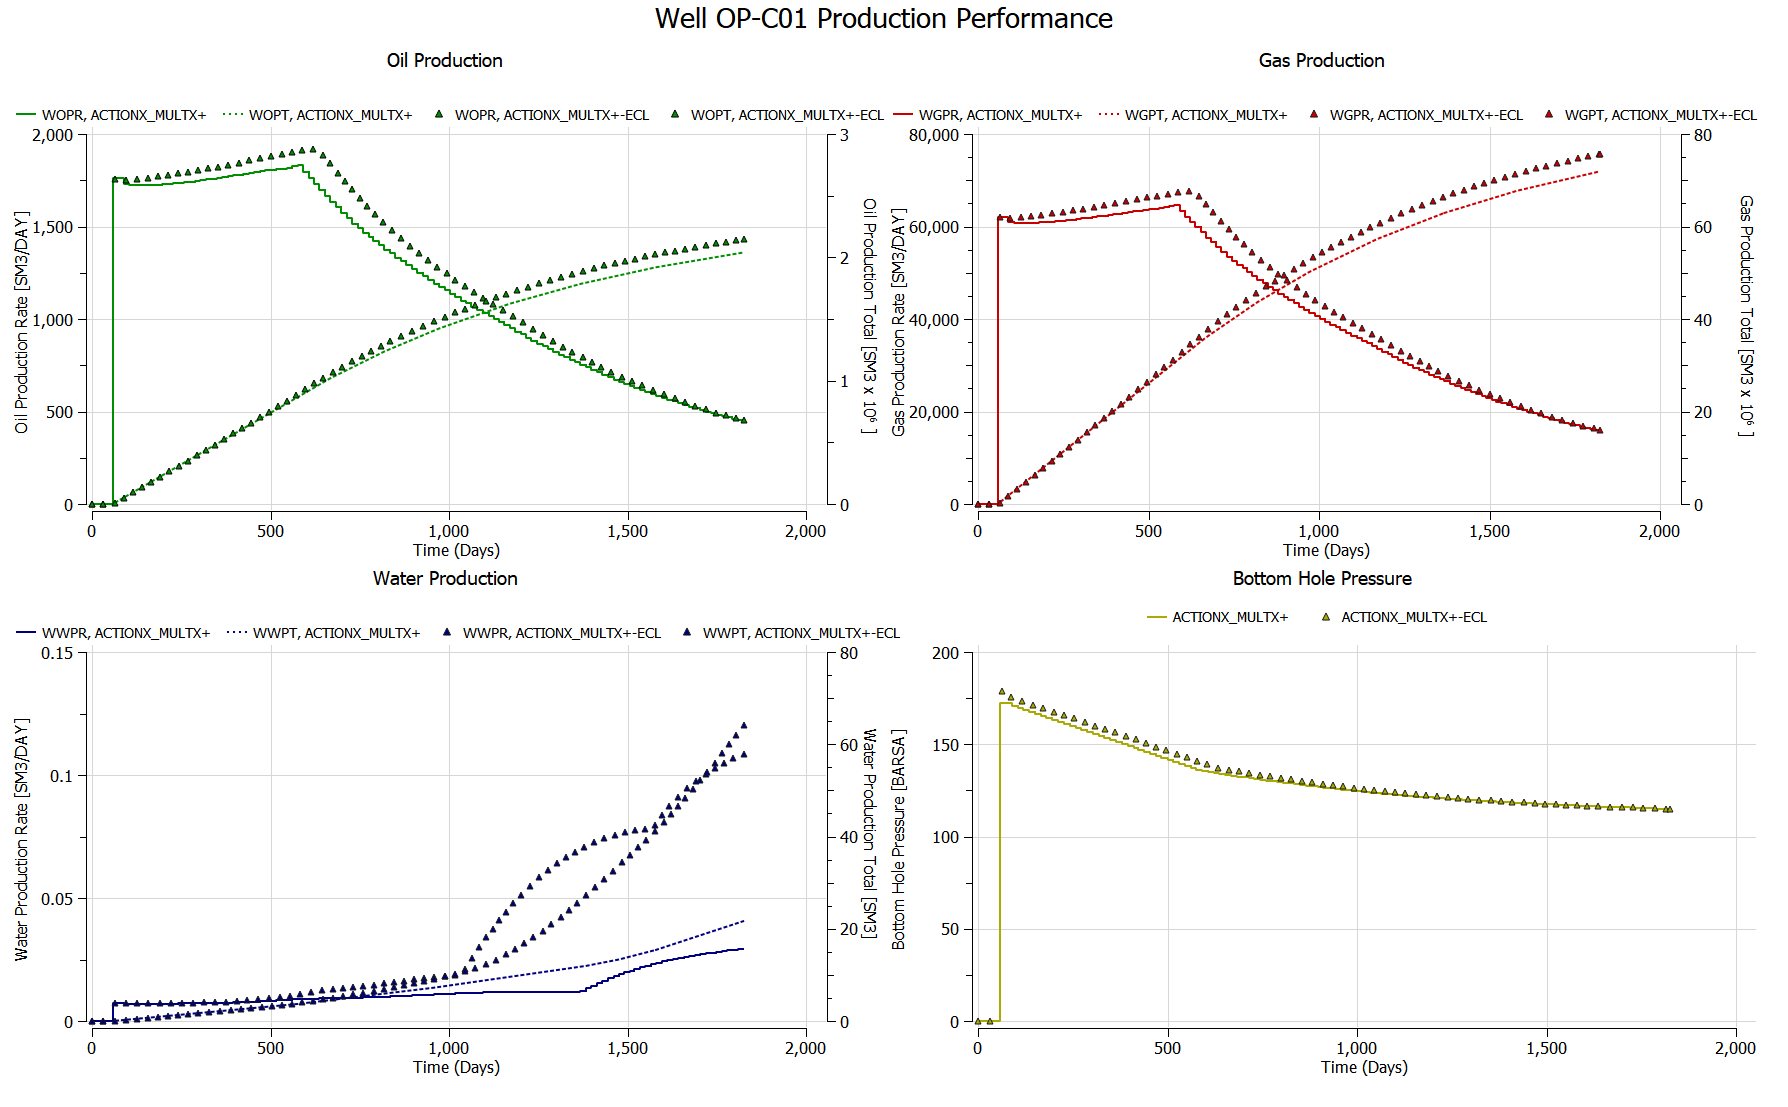 Well OP-C01 Production Performance
Oil Production
WOPR, ACTIONX_MULTX+ WOPT, ACTIONX_MULTX+ WOPR, ACTIONX_MULTX+-ECL WOPT, ACTIONX_MULTX+-ECL
2,000
1,500
1,000
500
0
Oil Production Rate [SM3/DAY]
3
2
1
0
Oil Production Total [SM3 x 10⁶ ]
0 500 1,000 1,500 2,000
Time (Days)
Gas Production
WGPR, ACTIONX_MULTX+ WGPT, ACTIONX_MULTX+ WGPR, ACTIONX_MULTX+-ECL WGPT, ACTIONX_MULTX+-ECL
80,000
60,000
40,000
20,000
0
Gas Production Rate [SM3/DAY]
80
60
40
20
0
Gas Production Total [SM3 x 10⁶ ]
0 500 1,000 1,500 2,000
Time (Days)
Water Production
WWPR, ACTIONX_MULTX+ WWPT, ACTIONX_MULTX+ WWPR, ACTIONX_MULTX+-ECL WWPT, ACTIONX_MULTX+-ECL
0.15
0.1
0.05
0
Water Production Rate [SM3/DAY]
80
60
40
20
0
Water Production Total [SM3]
0 500 1,000 1,500 2,000
Time (Days)
Bottom Hole Pressure
ACTIONX_MULTX+ ACTIONX_MULTX+-ECL
200
150
100
50
0
Bottom Hole Pressure [BARSA]
0 500 1,000 1,500 2,000
Time (Days)